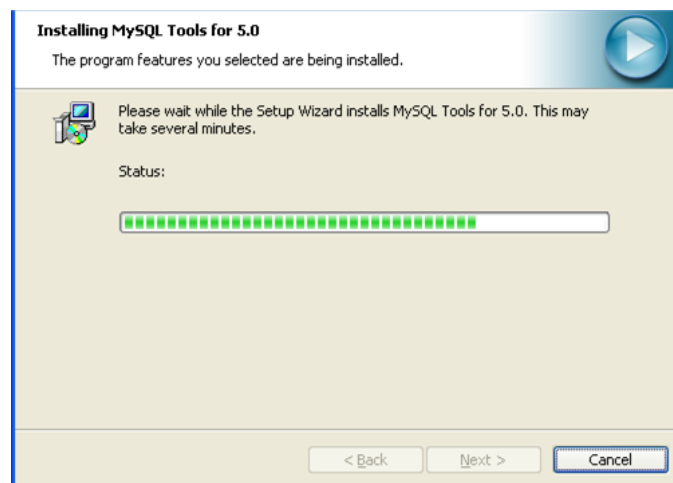 Installing MySQL Tools for 5.0
The program features you selected are being installed.
Please wait while the Setup Wizard installs MySQL Tools for 5.0. This may
take several minutes.
Status:
< Back
Next >
Cancel